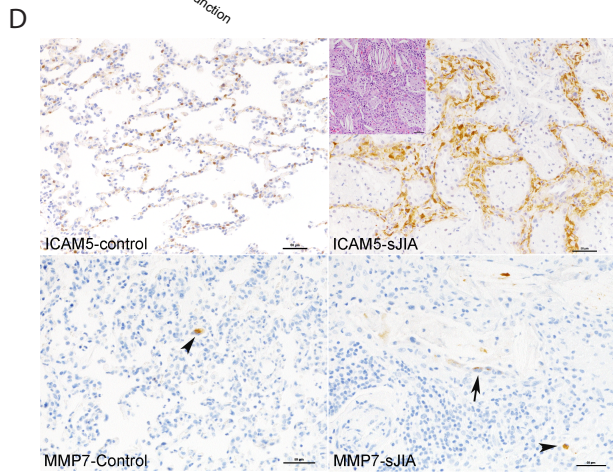 D
ICAM5-control
ICAM5-sJIA
MMP7-Control
MMP7-sJIA